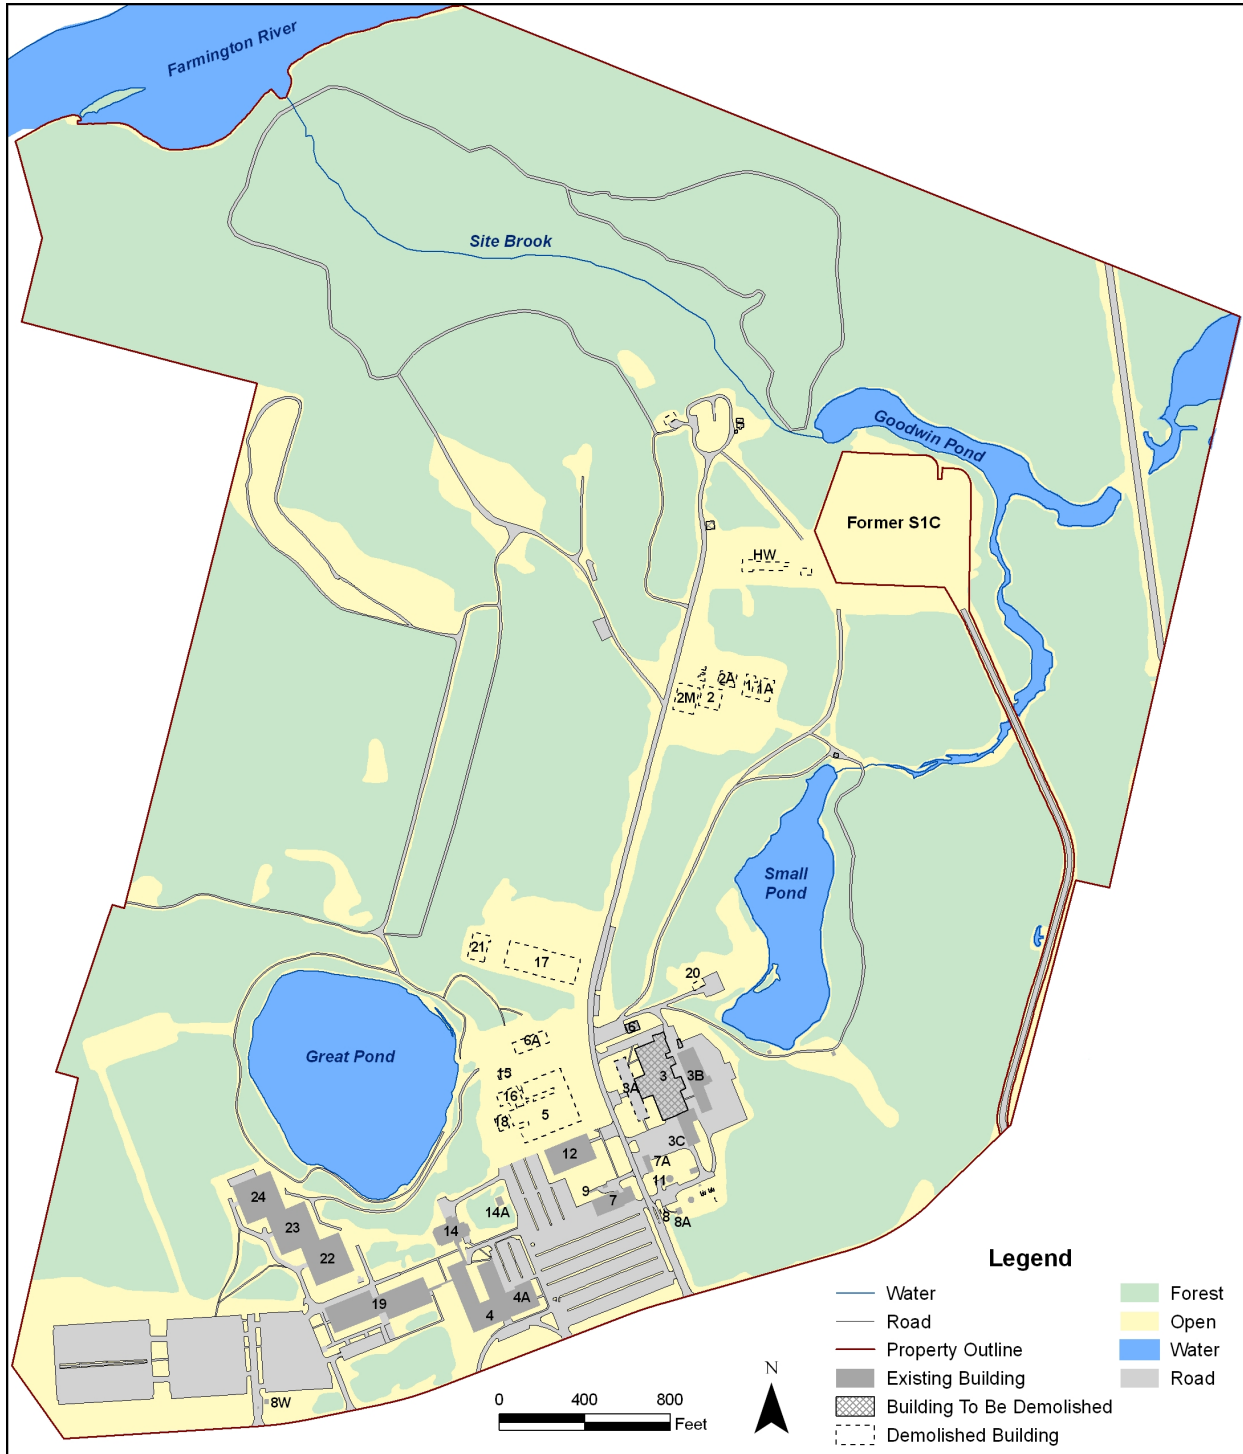 Farmington River
Site Brook
Goodwin Pond
Former S1C
HW
2A
1
1A
2M
2
Small
Pond
21
17
20
6
6A
Great Pond
3
3B
15
3A
16
5
18
3C
12
7A
11
9
7
24
14A
8
8A
23
14
22
4A
19
4
8W
Legend
Water
Road
Property Outline
Existing Building
Building To Be Demolished
Demolished Building
Forest
Open
Water
Road
N
0 400 800
Feet